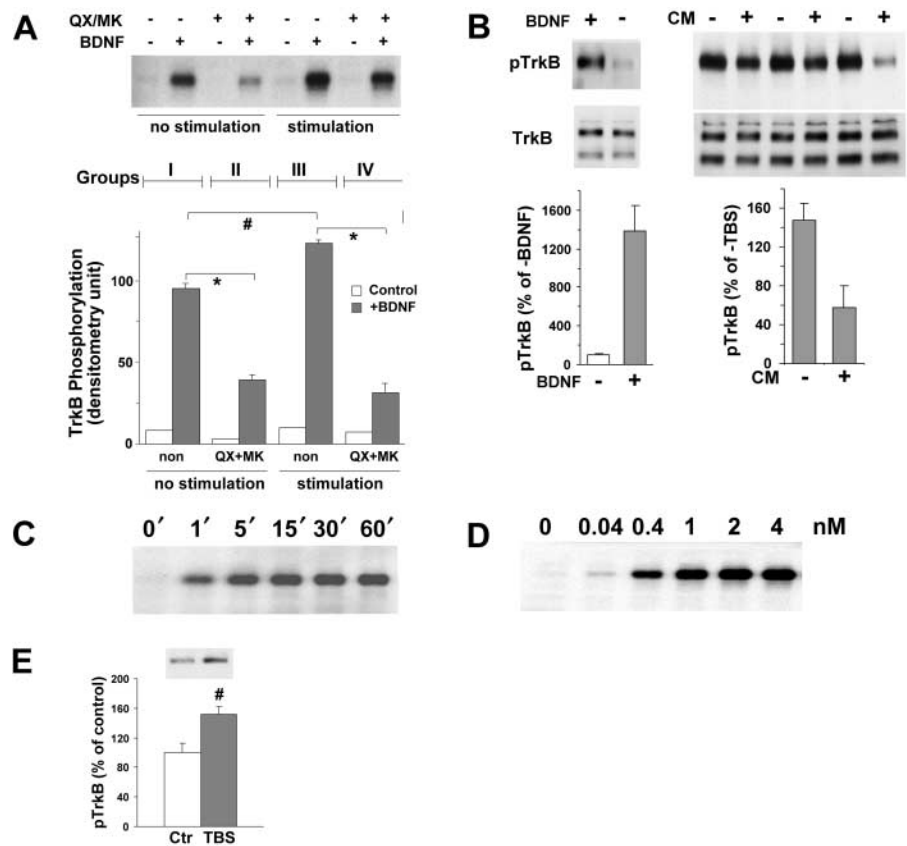 A
QX/MK + + + +
BDNF - + - + - + - +
no stimulation stimulation
Groups I II III IV
#
*
*
Control
+BDNF
TrkB Phosphorylation
(densitometry unit)
100
50
0
non QX+MK non QX+MK
no stimulation stimulation
B
BDNF + -
pTrkB
TrkB
CM - + - + - +
pTrkB (% of -BDNF)
1600
1200
800
400
0
BDNF - +
pTrkB (% of -TBS)
160
120
80
40
0
CM - +
C
0′ 1′ 5′ 15′ 30′ 60′
D
0 0.04 0.4 1 2 4 nM
E
pTrkB (% of control)
200
160
120
80
40
0
#
Ctr TBS